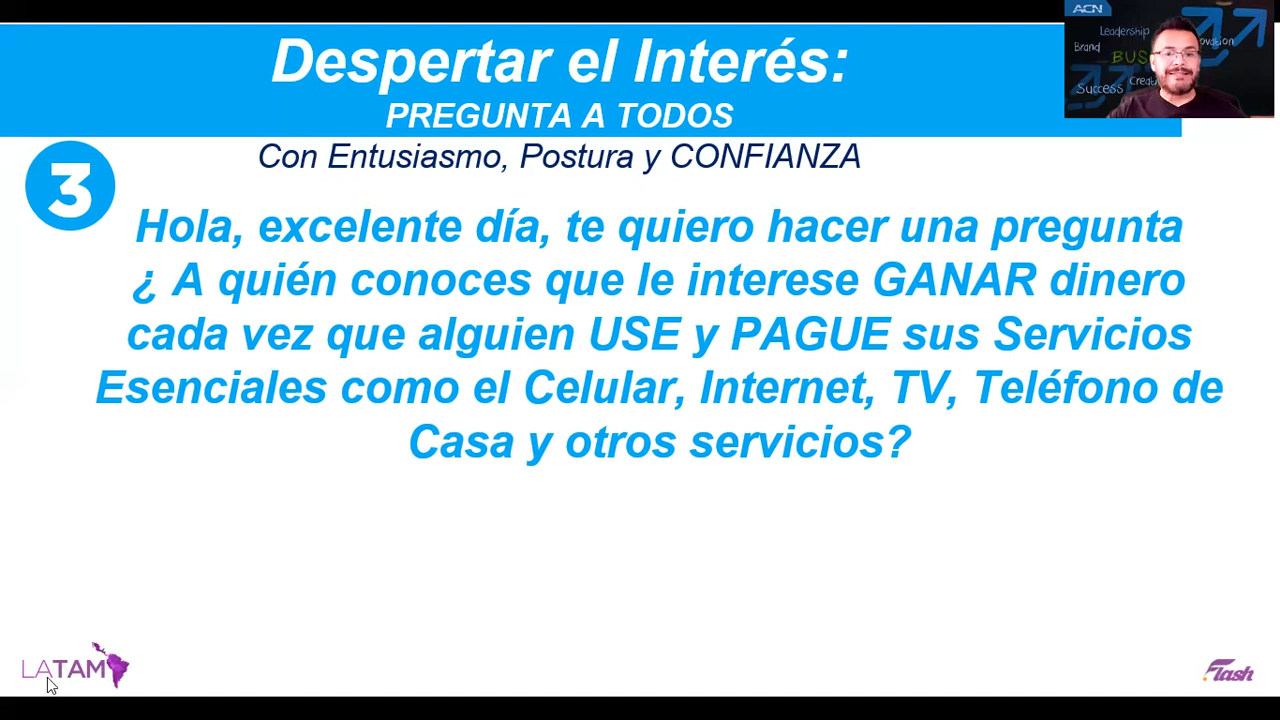 Despertar el Interés:
PREGUNTA A TODOS
Con Entusiasmo, Postura y CONFIANZA
3
Hola, excelente día, te quiero hacer una pregunta
¿ A quién conoces que le interese GANAR dinero
cada vez que alguien USE y PAGUE sus Servicios
Esenciales como el Celular, Internet, TV, Teléfono de
Casa y otros servicios?
ACN
Leadership
Brand
BUS
Success
LATAM
Flash